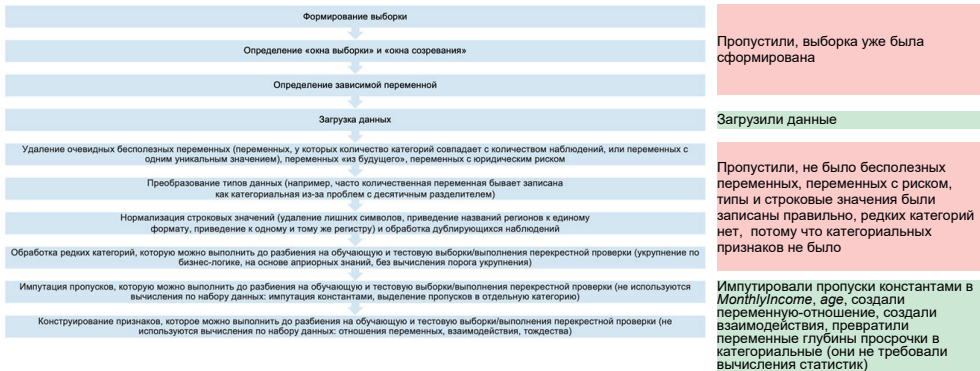 Формирование выборки
Определение «окна выборки» и «окна созревания»
Определение зависимой переменной
Загрузка данных
Удаление очевидных бесполезных переменных (переменных, у которых количество категорий совпадает с количеством наблюдений, или переменных с
одним уникальным значением), переменных «из будущего», переменных с юридическим риском
Преобразование типов данных (например, часто количественная переменная бывает записана
как категориальная из-за проблем с десятичным разделителем)
Нормализация строковых значений (удаление лишних символов, приведение названий регионов к единому
формату, приведение к одному и тому же регистру) и обработка дублирующихся наблюдений
Обработка редких категорий, которую можно выполнить до разбиения на обучающую и тестовую выборки/выполнения перекрестной проверки (укрупнение по
бизнес-логике, на основе априорных знаний, без вычисления порога укрупнения)
Импутация пропусков, которую можно выполнить до разбиения на обучающую и тестовую выборки/выполнения перекрестной проверки (не используются
вычисления по набору данных: импутация константами, выделение пропусков в отдельную категорию)
Конструирование признаков, которое можно выполнить до разбиения на обучающую и тестовую выборки/выполнения перекрестной проверки (не
используются вычисления по набору данных: отношения переменных, взаимодействия, тождества)
Пропустили, выборка уже была
сформирована
Загрузили данные
Пропустили, не было бесполезных
переменных, переменных с риском,
типы и строковые значения были
записаны правильно, редких категорий
нет, потому что категориальных
признаков не было
Импутировали пропуски константами в
MonthlyIncome, age, создали
переменную-отношение, создали
взаимодействия, превратили
переменные глубины просрочки в
категориальные (они не требовали
вычисления статистик)